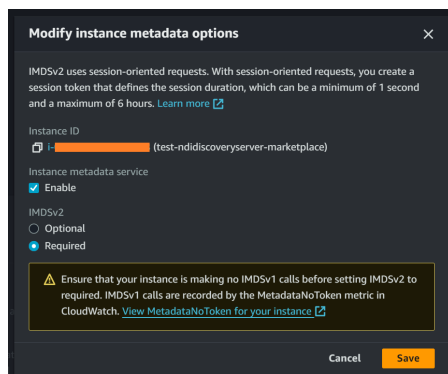 Modify instance metadata options
IMDSv2 uses session-oriented requests. With session-oriented requests, you create a
session token that defines the session duration, which can be a minimum of 1 second
and a maximum of 6 hours. Learn more
Instance ID
i- (test-ndidiscoveryserver-marketplace)
Instance metadata service
Enable
IMDSv2
Optional
Required
Ensure that your instance is making no IMDSv1 calls before setting IMDSv2 to
required. IMDSv1 calls are recorded by the MetadataNoToken metric in
CloudWatch. View MetadataNoToken for your instance
Cancel Save